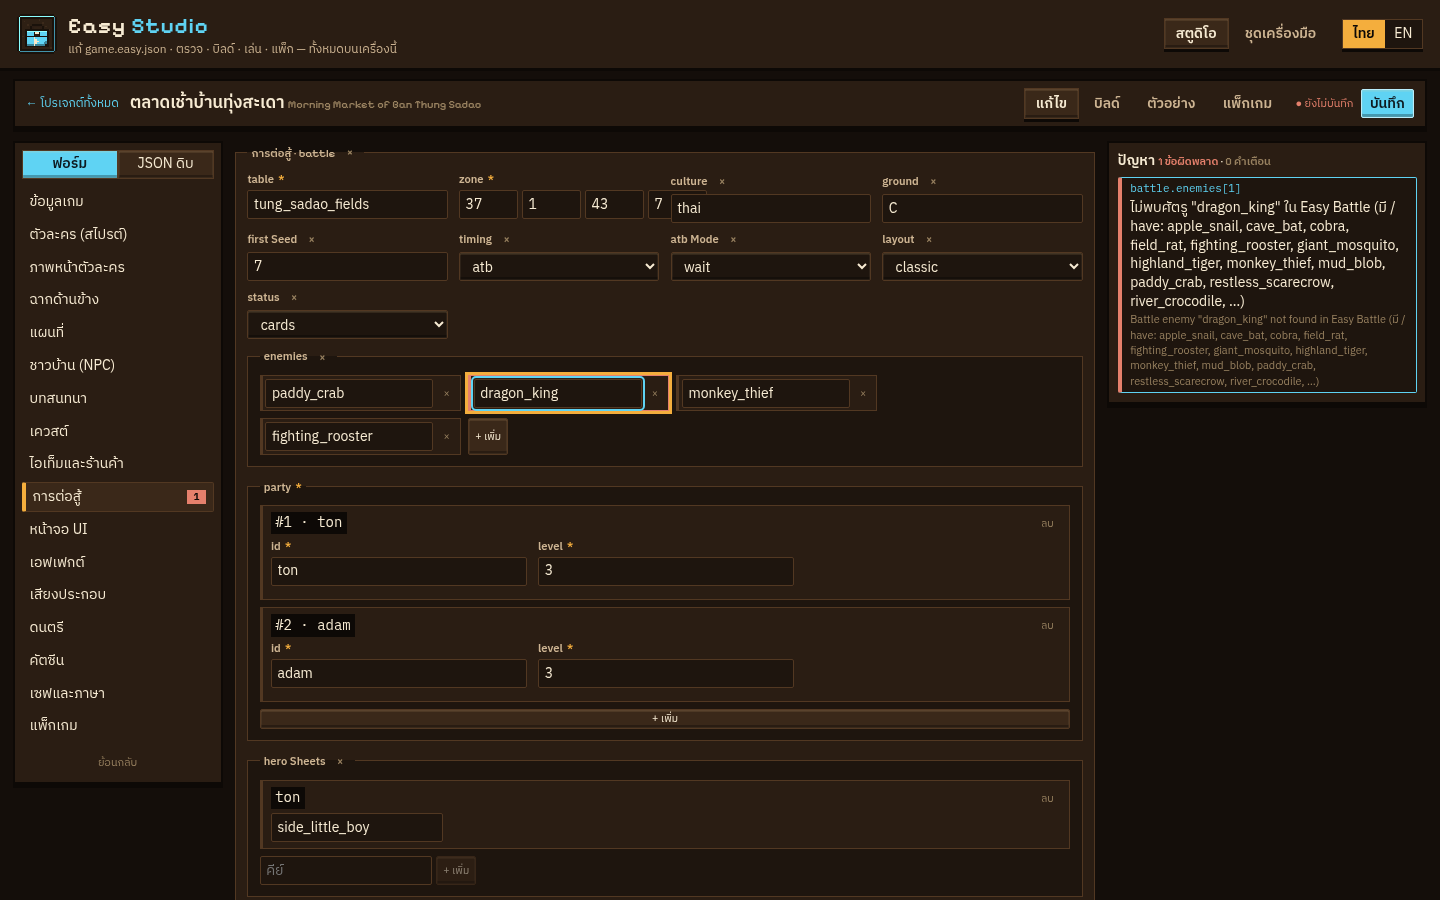 Easy Studio
แก้ game.easy.json · ตรวจ · บิลด์ · เล่น · แพ็ก — ทั้งหมดบนเครื่องนี้
สตูดิโอ
ชุดเครื่องมือ
ไทย
EN
← โปรเจกต์ทั้งหมด
ตลาดเช้าบ้านทุ่งสะเดา Morning Market of Ban Thung Sadao
แก้ไข
บิลด์
ตัวอย่าง
แพ็กเกม
● ยังไม่บันทึก
บันทึก
ฟอร์ม
JSON ดิบ
ข้อมูลเกม
ตัวละคร (สไปรต์)
ภาพหน้าตัวละคร
ฉากด้านข้าง
แผนที่
ชาวบ้าน (NPC)
บทสนทนา
เควสต์
ไอเท็มและร้านค้า
การต่อสู้ 1
หน้าจอ UI
เอฟเฟกต์
เสียงประกอบ
ดนตรี
คัตซีน
เซฟและภาษา
แพ็กเกม
ย้อนกลับ
การต่อสู้ · battle ×
table *
tung_sadao_fields
zone *
37 1 43 7
culture ×
thai
ground ×
C
first Seed ×
7
timing ×
atb
atb Mode ×
wait
layout ×
classic
status ×
cards
enemies ×
paddy_crab ×
dragon_king ×
monkey_thief ×
fighting_rooster ×
+ เพิ่ม
party *
#1 · ton
ลบ
id *
ton
level *
3
#2 · adam
ลบ
id *
adam
level *
3
+ เพิ่ม
hero Sheets ×
ton
ลบ
side_little_boy
คีย์
+ เพิ่ม
ปัญหา 1 ข้อผิดพลาด · 0 คำเตือน
battle.enemies[1]
ไม่พบศัตรู "dragon_king" ใน Easy Battle (มี /
have: apple_snail, cave_bat, cobra,
field_rat, fighting_rooster, giant_mosquito,
highland_tiger, monkey_thief, mud_blob,
paddy_crab, restless_scarecrow,
river_crocodile, ...)
Battle enemy "dragon_king" not found in Easy Battle (มี /
have: apple_snail, cave_bat, cobra, field_rat,
fighting_rooster, giant_mosquito, highland_tiger,
monkey_thief, mud_blob, paddy_crab,
restless_scarecrow, river_crocodile, ...)